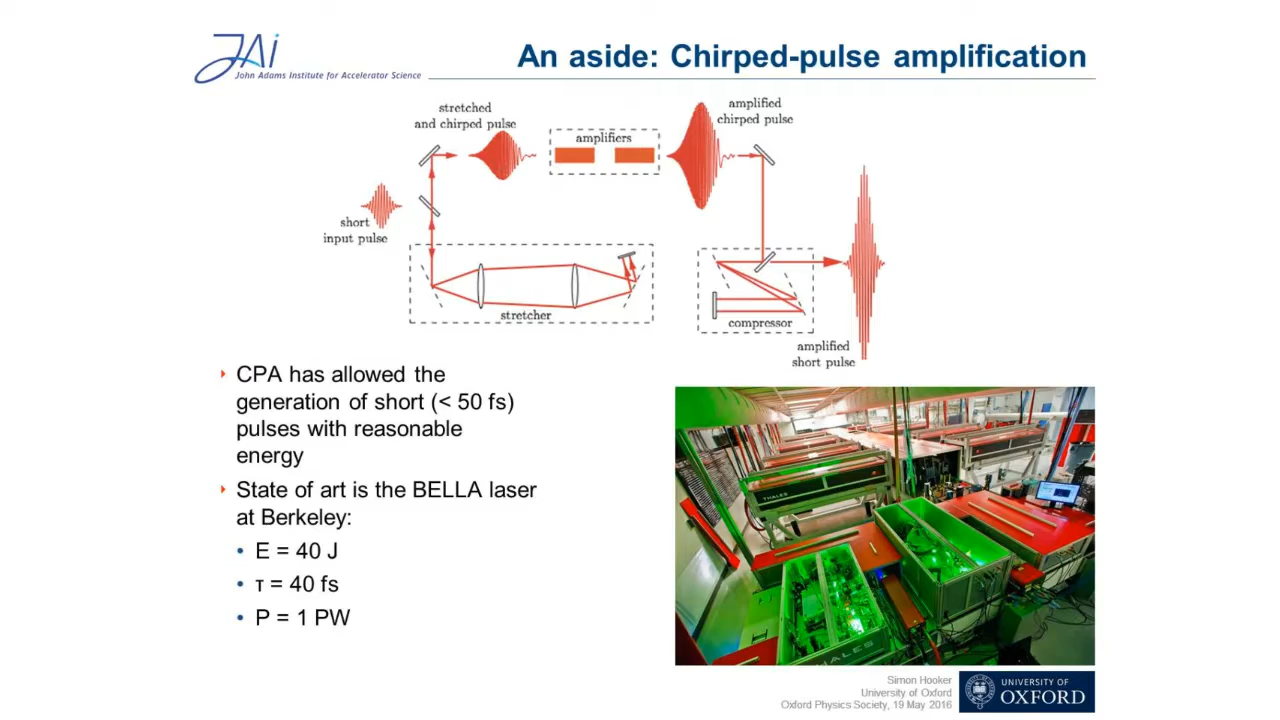 JAi
John Adams Institute for Accelerator Science
An aside: Chirped-pulse amplification
stretched
and chirped pulse
amplifiers
amplified
chirped pulse
short
input pulse
stretcher
compressor
amplified
short pulse
CPA has allowed the
generation of short (< 50 fs)
pulses with reasonable
energy
State of art is the BELLA laser
at Berkeley:
• E = 40 J
• τ = 40 fs
• P = 1 PW
THALES
THALES
Simon Hooker
University of Oxford
Oxford Physics Society, 19 May 2016
UNIVERSITY OF
OXFORD